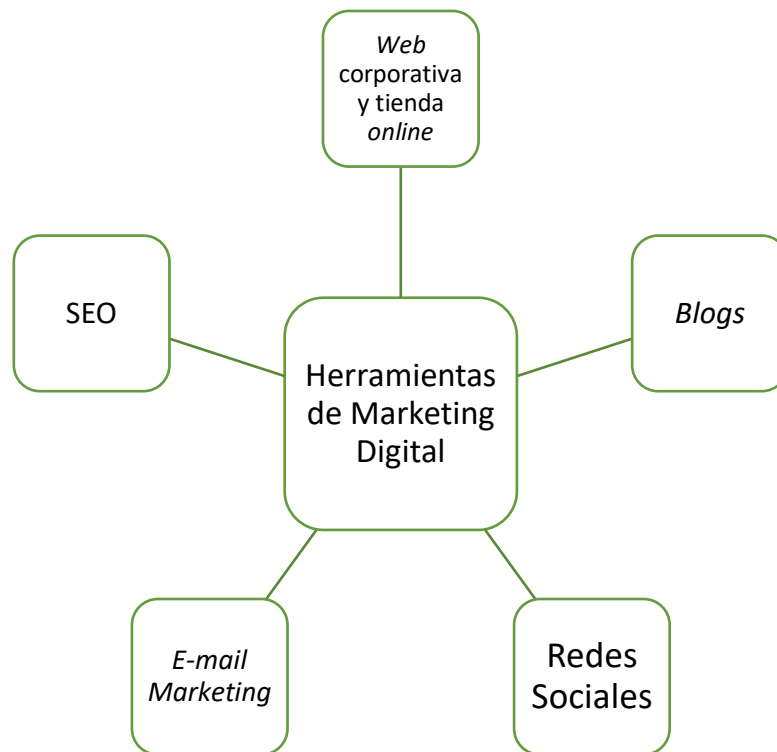 Web
corporativa
y tienda
online
SEO
Blogs
Herramientas
de Marketing
Digital
E-mail
Marketing
Redes
Sociales